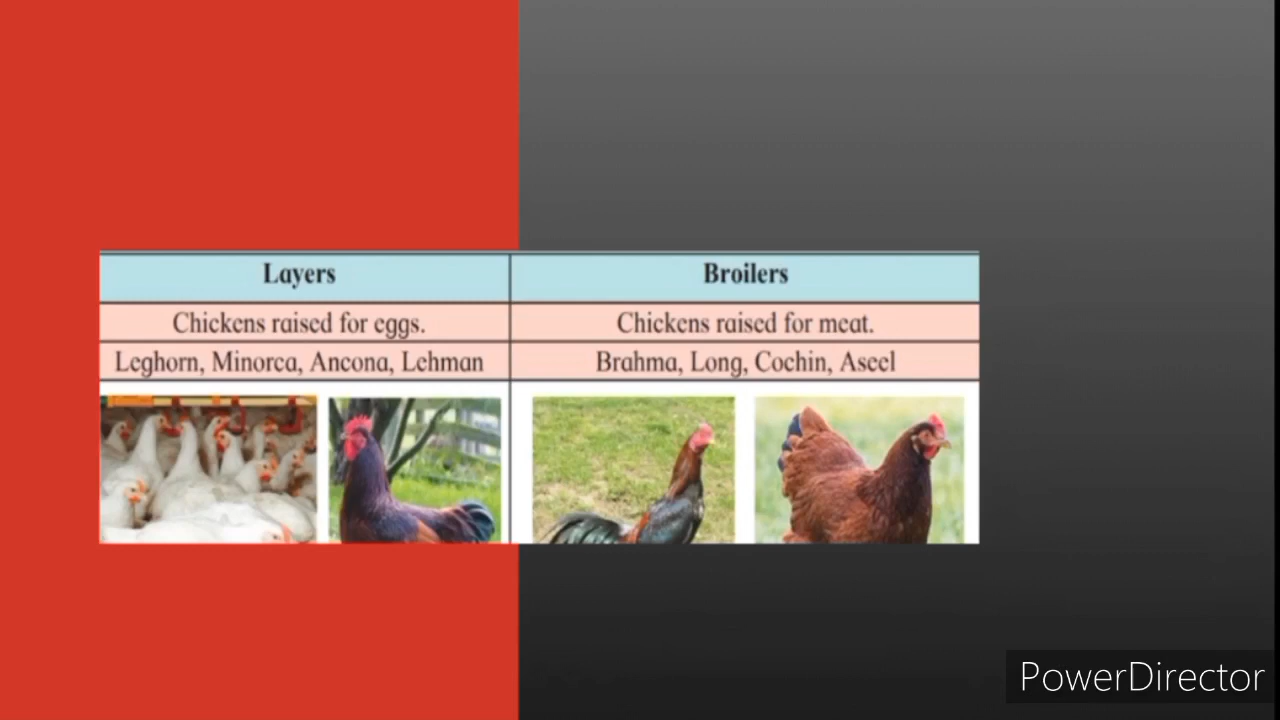 Layers
Broilers
Chickens raised for eggs.
Chickens raised for meat.
Leghorn, Minorca, Ancona, Lehman
Brahma, Long, Cochin, Aseel
PowerDirector